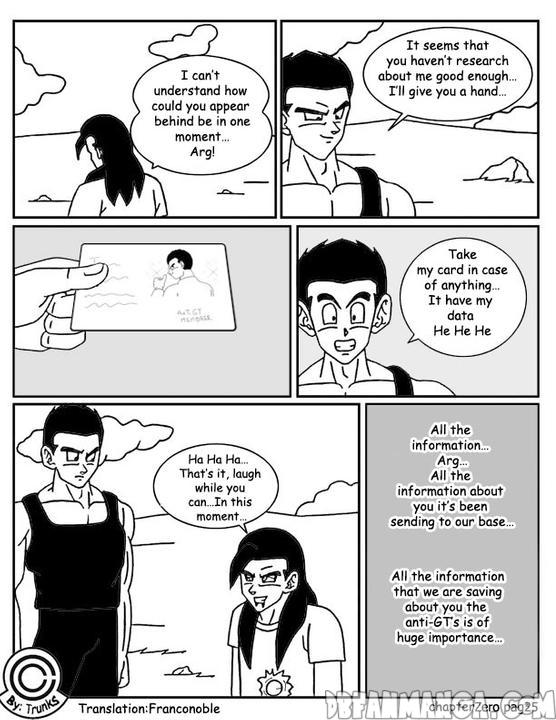 I can't
understand how
could you appear
behind be in one
moment...
Arg!
It seems that
you haven't research
about me good enough...
I'll give you a hand...
AnT.GT
MEMBER
Take
my card in case
of anything...
It have my
data
He He He
Ha Ha Ha...
That's it, laugh
while you
can...In this
moment...
All the
information...
Arg...
All the
information about
you it's been
sending to our base...
All the information
that we are saving
about you the
anti-GT's is of
huge importance...
By: Trunks
Translation:Franconoble
chapterZero pag25
DBFANMANGA.COM